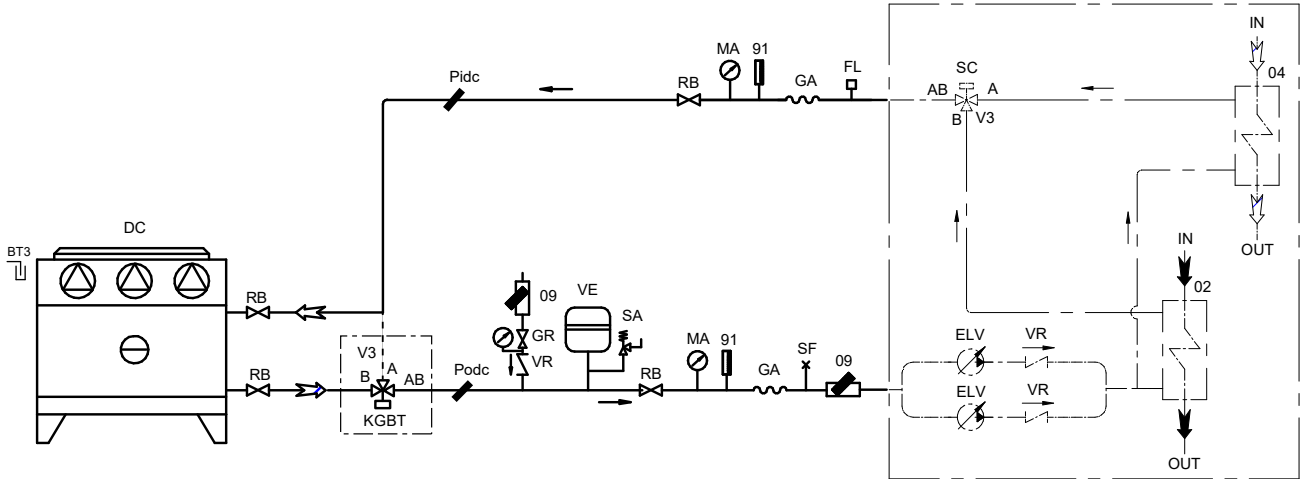 IN
MA
91
FL
SC
04
Pidc
RB
GA
AB
A
B
V3
DC
OUT
BT3
IN
RB
09
VE
SA
02
GR
V3
VR
MA
91
SF
ELV
VR
A
RB
B
AB
Podc
RB
GA
09
KGBT
ELV
VR
OUT